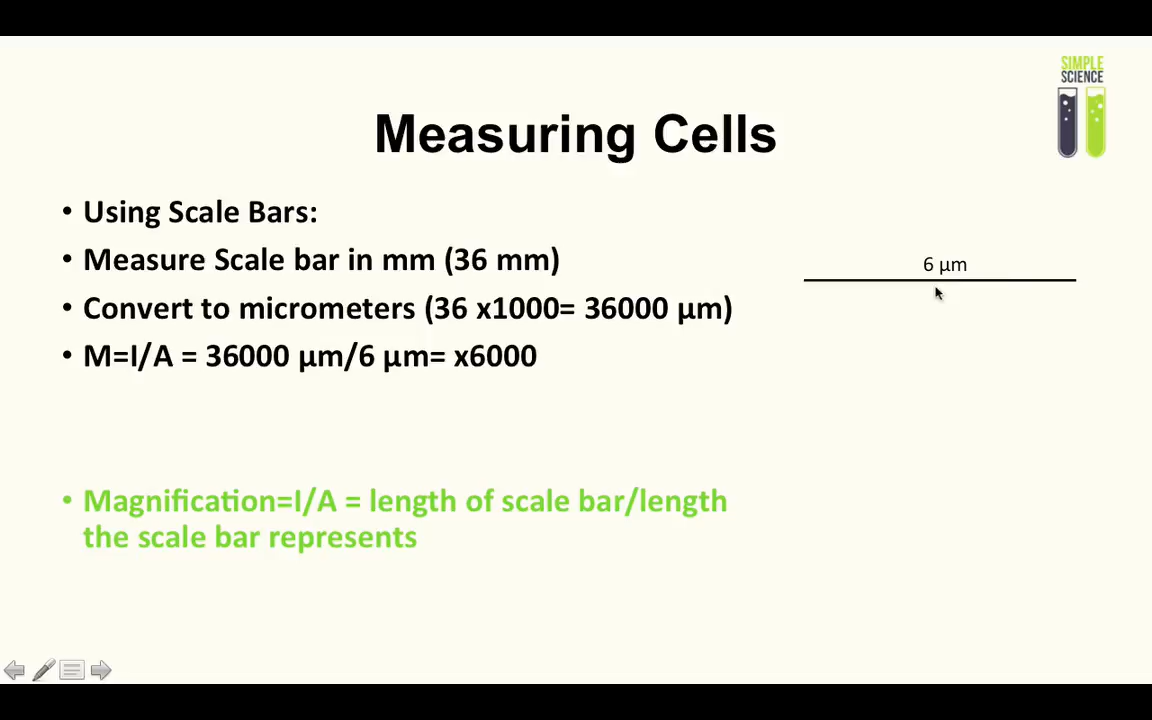 SIMPLE
SCIENCE
Measuring Cells
• Using Scale Bars:
• Measure Scale bar in mm (36 mm)
6 µm
• Convert to micrometers (36 x1000= 36000 µm)
• M=I/A = 36000 µm/6 µm= x6000
• Magnification=I/A = length of scale bar/length
the scale bar represents